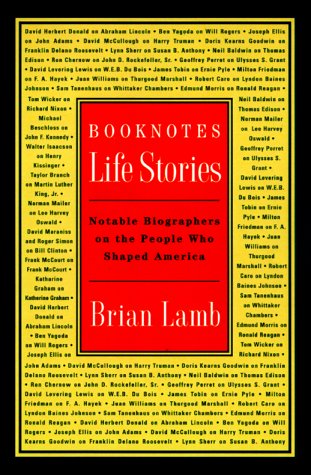 David Herbert Donald on Abraham Lincoln • Ben Yagoda on Will Rogers • Joseph Ellis
on John Adams • David McCullough on Harry Truman • Doris Kearns Goodwin on
Franklin Delano Roosevelt • Lynn Sherr on Susan B. Anthony • Neil Baldwin on Thomas
Edison • Ron Chernow on John D. Rockefeller, Sr. • Geoffrey Perret on Ulysses S. Grant
• David Levering Lewis on W.E.B. Du Bois • James Tobin on Ernie Pyle • Milton Friedman
on F. A. Hayek • Juan Williams on Thurgood Marshall • Robert Caro on Lyndon Baines
Johnson • Sam Tanenhaus on Whittaker Chambers • Edmund Morris on Ronald Reagan •
Tom Wicker on
Richard Nixon •
Michael
Beschloss on
John F. Kennedy •
Walter Isaacson
on Henry
Kissinger •
Taylor Branch
on Martin Luther
King, Jr. •
Norman Mailer
on Lee Harvey
Oswald •
David Maraniss
and Roger Simon
on Bill Clinton •
Frank McCourt on
Frank McCourt •
Katharine
Graham on
Katharine Graham •
David Herbert
Donald on
Abraham Lincoln
• Ben Yagoda
on Will Rogers •
Joseph Ellis on
BOOKNOTES
Life Stories
Notable Biographers
on the People Who
Shaped America
Brian Lamb
Neil Baldwin on
Thomas Edison •
Norman Mailer
on Lee Harvey
Oswald •
Geoffrey Perret
on Ulysses S.
Grant • David
Levering Lewis
on W.E.B. Du
Bois • James
Tobin on Ernie
Pyle • Milton
Friedman on F. A.
Hayek • Juan
Williams on
Thurgood
Marshall • Robert
Caro on Lyndon
Baines Johnson •
Sam Tanenhaus
on Whittaker
Chambers •
Edmund Morris on
Ronald Reagan •
Tom Wicker on
Richard Nixon •
John Adams • David McCullough on Harry Truman • Doris Kearns Goodwin on Franklin
Delano Roosevelt • Lynn Sherr on Susan B. Anthony • Neil Baldwin on Thomas Edison
• Ron Chernow on John D. Rockefeller, Sr. • Geoffrey Perret on Ulysses S. Grant •
David Levering Lewis on W.E.B. Du Bois • James Tobin on Ernie Pyle • Milton
Friedman on F. A. Hayek • Juan Williams on Thurgood Marshall • Robert Caro on
Lyndon Baines Johnson • Sam Tanenhaus on Whittaker Chambers • Edmund Morris on
Ronald Reagan • David Herbert Donald on Abraham Lincoln • Ben Yagoda on Will
Rogers • Joseph Ellis on John Adams • David McCullough on Harry Truman • Doris
Kearns Goodwin on Franklin Delano Roosevelt • Lynn Sherr on Susan B. Anthony